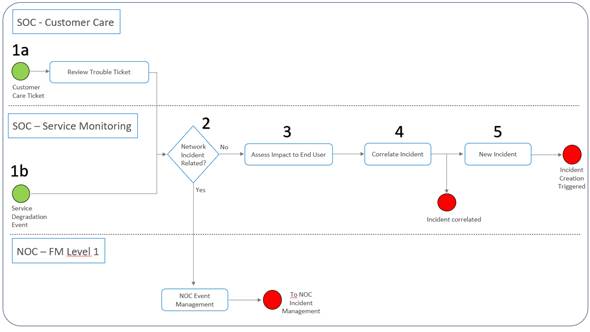 SOC - Customer Care
1a
Review Trouble Ticket
Customer
Care Ticket
SOC – Service Monitoring
2
3
4
5
Network
Incident
Related?
No
Assess Impact to End User
Correlate Incident
New Incident
Incident
Creation
Triggered
1b
Yes
Service
Degradation
Event
Incident correlated
NOC – FM Level 1
NOC Event
Management
To NOC
Incident
Management